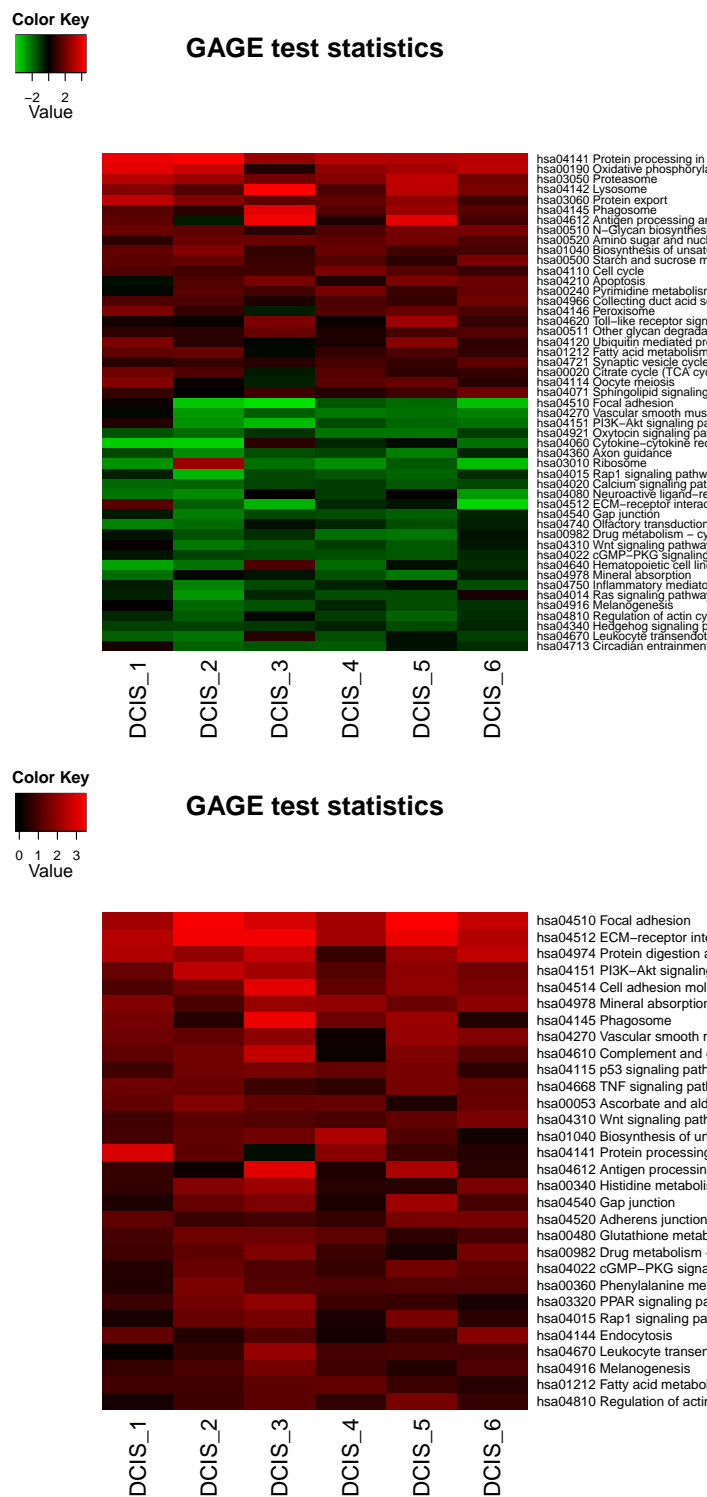 Color Key
GAGE test statistics
−2 2
Value
hsa04141 Protein processing in
hsa00190 Oxidative phosphoryla
hsa03050 Proteasome
hsa04142 Lysosome
hsa03060 Protein export
hsa04145 Phagosome
hsa04612 Antigen processing an
hsa00510 N−Glycan biosynthesis
hsa00520 Amino sugar and nucl
hsa01040 Biosynthesis of unsatu
hsa00500 Starch and sucrose m
hsa04110 Cell cycle
hsa04210 Apoptosis
hsa00240 Pyrimidine metabolism
hsa04966 Collecting duct acid se
hsa04146 Peroxisome
hsa04620 Toll−like receptor sign
hsa00511 Other glycan degrada
hsa04120 Ubiquitin mediated pro
hsa01212 Fatty acid metabolism
hsa04721 Synaptic vesicle cycle
hsa00020 Citrate cycle (TCA cyc
hsa04114 Oocyte meiosis
hsa04071 Sphingolipid signaling
hsa04510 Focal adhesion
hsa04270 Vascular smooth mus
hsa04151 PI3K−Akt signaling pa
hsa04921 Oxytocin signaling pat
hsa04060 Cytokine−cytokine rec
hsa04360 Axon guidance
hsa03010 Ribosome
hsa04015 Rap1 signaling pathw
hsa04020 Calcium signaling pat
hsa04080 Neuroactive ligand−re
hsa04512 ECM−receptor interac
hsa04540 Gap junction
hsa04740 Olfactory transduction
hsa00982 Drug metabolism − cy
hsa04310 Wnt signaling pathway
hsa04022 cGMP−PKG signaling
hsa04640 Hematopoietic cell line
hsa04978 Mineral absorption
hsa04750 Inflammatory mediato
hsa04014 Ras signaling pathway
hsa04916 Melanogenesis
hsa04810 Regulation of actin cy
hsa04340 Hedgehog signaling p
hsa04670 Leukocyte transendot
hsa04713 Circadian entrainment
DCIS_1
DCIS_2
DCIS_3
DCIS_4
DCIS_5
DCIS_6
Color Key
GAGE test statistics
0 1 2 3
Value
hsa04510 Focal adhesion
hsa04512 ECM−receptor inte
hsa04974 Protein digestion a
hsa04151 PI3K−Akt signaling
hsa04514 Cell adhesion mol
hsa04978 Mineral absorption
hsa04145 Phagosome
hsa04270 Vascular smooth m
hsa04610 Complement and c
hsa04115 p53 signaling path
hsa04668 TNF signaling path
hsa00053 Ascorbate and ald
hsa04310 Wnt signaling path
hsa01040 Biosynthesis of un
hsa04141 Protein processing
hsa04612 Antigen processin
hsa00340 Histidine metabolis
hsa04540 Gap junction
hsa04520 Adherens junction
hsa00480 Glutathione metab
hsa00982 Drug metabolism −
hsa04022 cGMP−PKG signa
hsa00360 Phenylalanine me
hsa03320 PPAR signaling pa
hsa04015 Rap1 signaling pa
hsa04144 Endocytosis
hsa04670 Leukocyte transen
hsa04916 Melanogenesis
hsa01212 Fatty acid metabol
hsa04810 Regulation of actin
DCIS_1
DCIS_2
DCIS_3
DCIS_4
DCIS_5
DCIS_6